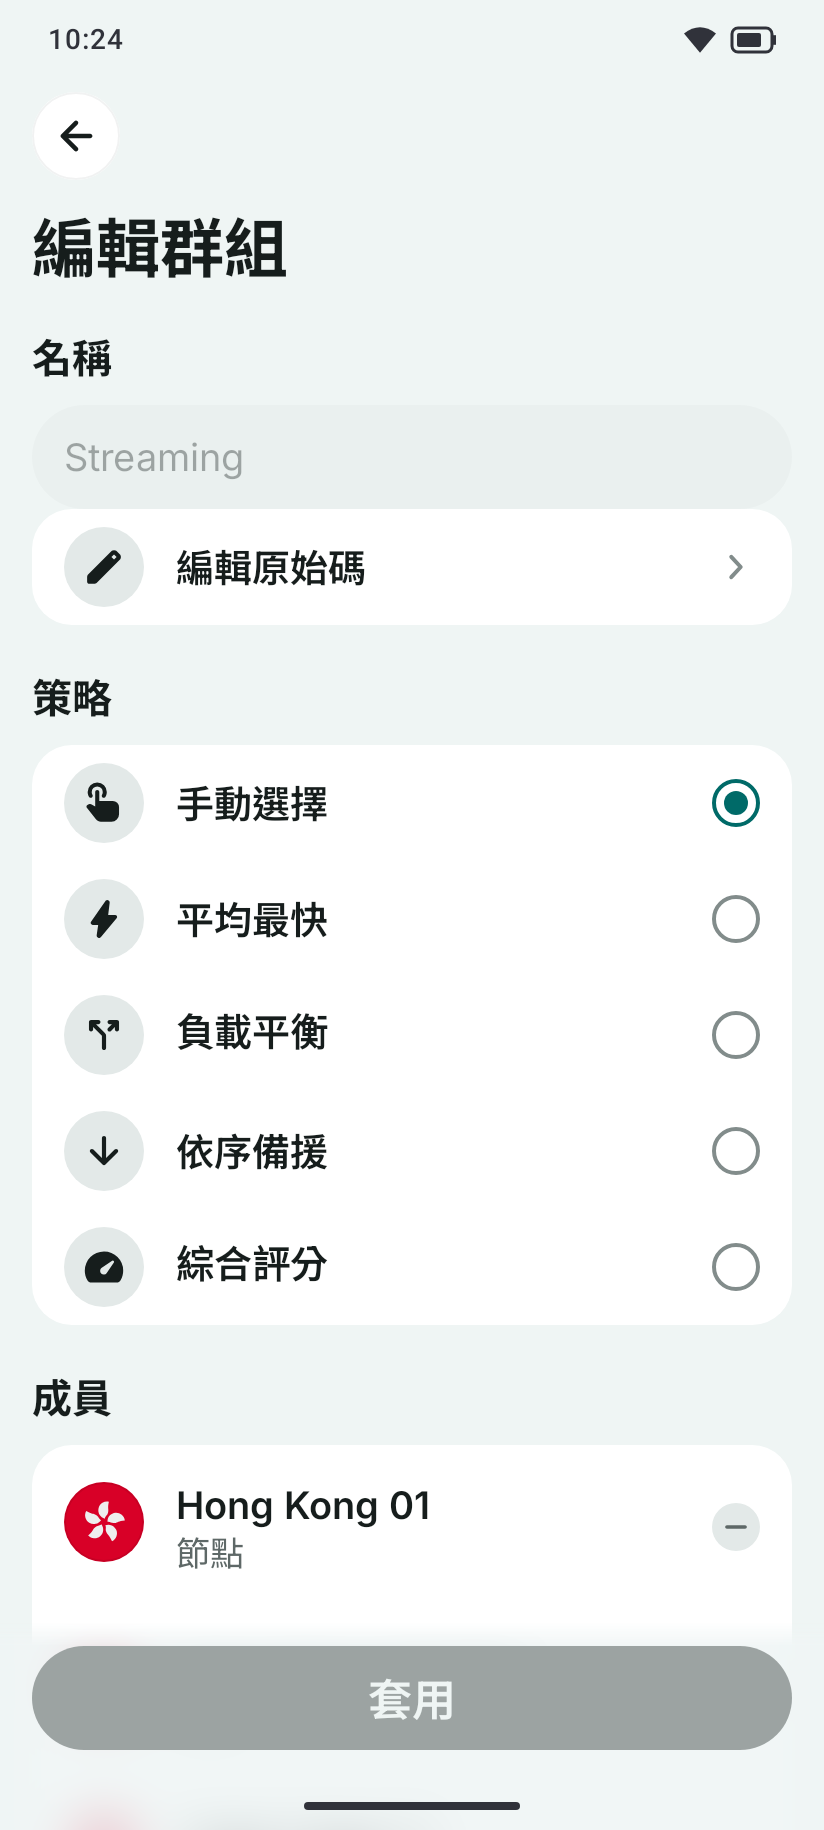 10:24
編輯群組
名稱
Streaming
編輯原始碼
策略
手動選擇
平均最快
負載平衡
依序備援
綜合評分
成員
Hong Kong 01
節點
套用